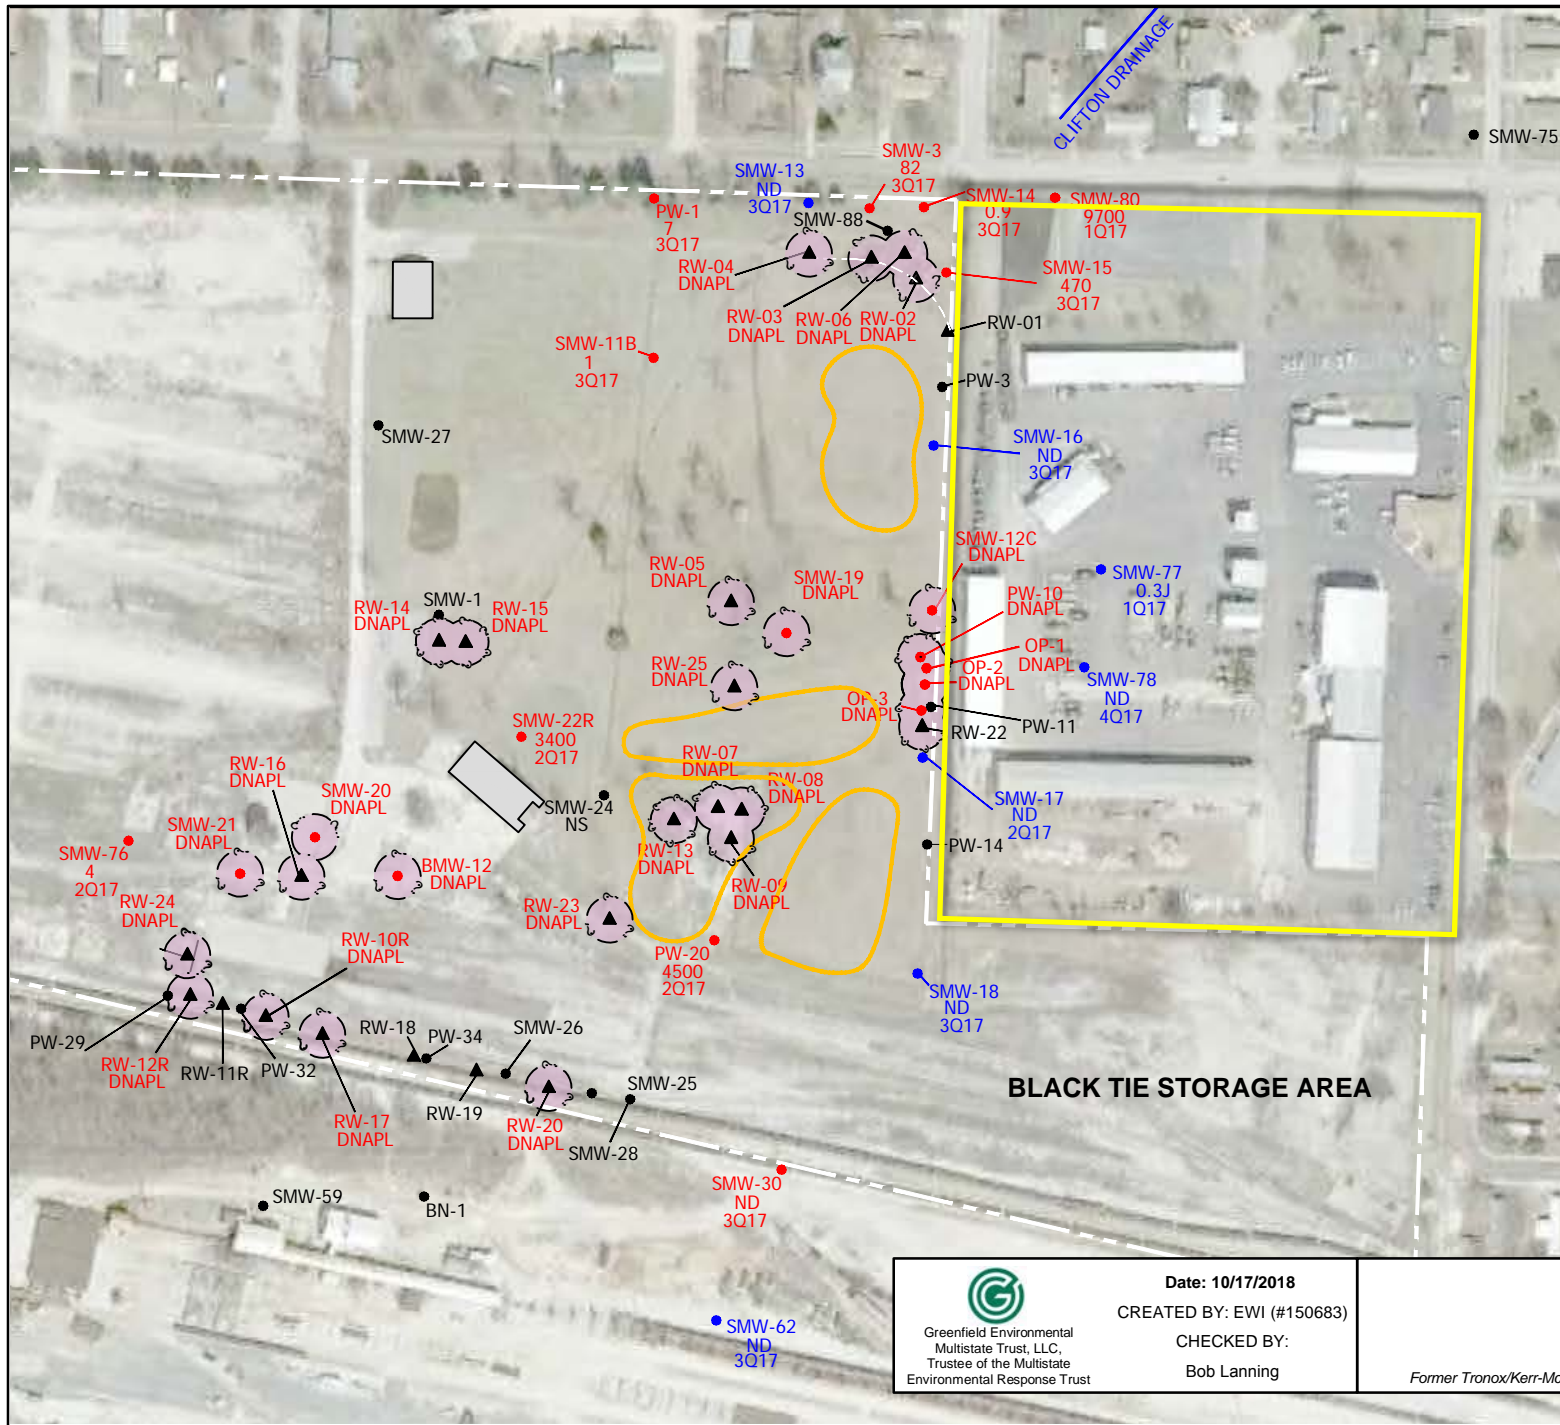 CLIFTON DRAINAGE
SMW-75
SMW-3
82
3Q17
SMW-13
ND
3Q17
SMW-14
0.9
3Q17
SMW-80
9700
1Q17
PW-1
7
3Q17
SMW-88
RW-04
DNAPL
SMW-15
470
3Q17
RW-03
DNAPL
RW-06
DNAPL
RW-02
DNAPL
RW-01
SMW-11B
1
3Q17
PW-3
SMW-27
SMW-16
ND
3Q17
SMW-12C
DNAPL
RW-05
DNAPL
SMW-19
DNAPL
SMW-77
0.3J
1Q17
PW-10
DNAPL
RW-14
DNAPL
SMW-1
RW-15
DNAPL
OP-1
DNAPL
RW-25
DNAPL
OP-2
DNAPL
SMW-78
ND
4Q17
OP-3
DNAPL
PW-11
RW-22
SMW-22R
3400
2Q17
RW-07
DNAPL
RW-08
DNAPL
RW-16
DNAPL
SMW-20
DNAPL
SMW-24
NS
SMW-17
ND
2Q17
SMW-21
DNAPL
SMW-76
4
2Q17
PW-14
RW-13
DNAPL
BMW-12
DNAPL
RW-09
DNAPL
RW-24
DNAPL
RW-23
DNAPL
RW-10R
DNAPL
PW-20
4500
2Q17
SMW-18
ND
3Q17
PW-29
RW-12R
DNAPL
RW-11R
PW-32
RW-18
PW-34
SMW-26
SMW-25
RW-17
DNAPL
RW-19
RW-20
DNAPL
SMW-28
BLACK TIE STORAGE AREA
SMW-30
ND
3Q17
SMW-59
BN-1
SMW-62
ND
3Q17
Greenfield Environmental
Multistate Trust, LLC,
Trustee of the Multistate
Environmental Response Trust
Date: 10/17/2018
CREATED BY: EWI (#150683)
CHECKED BY:
Bob Lanning
Former Tronox/Kerr-Mc